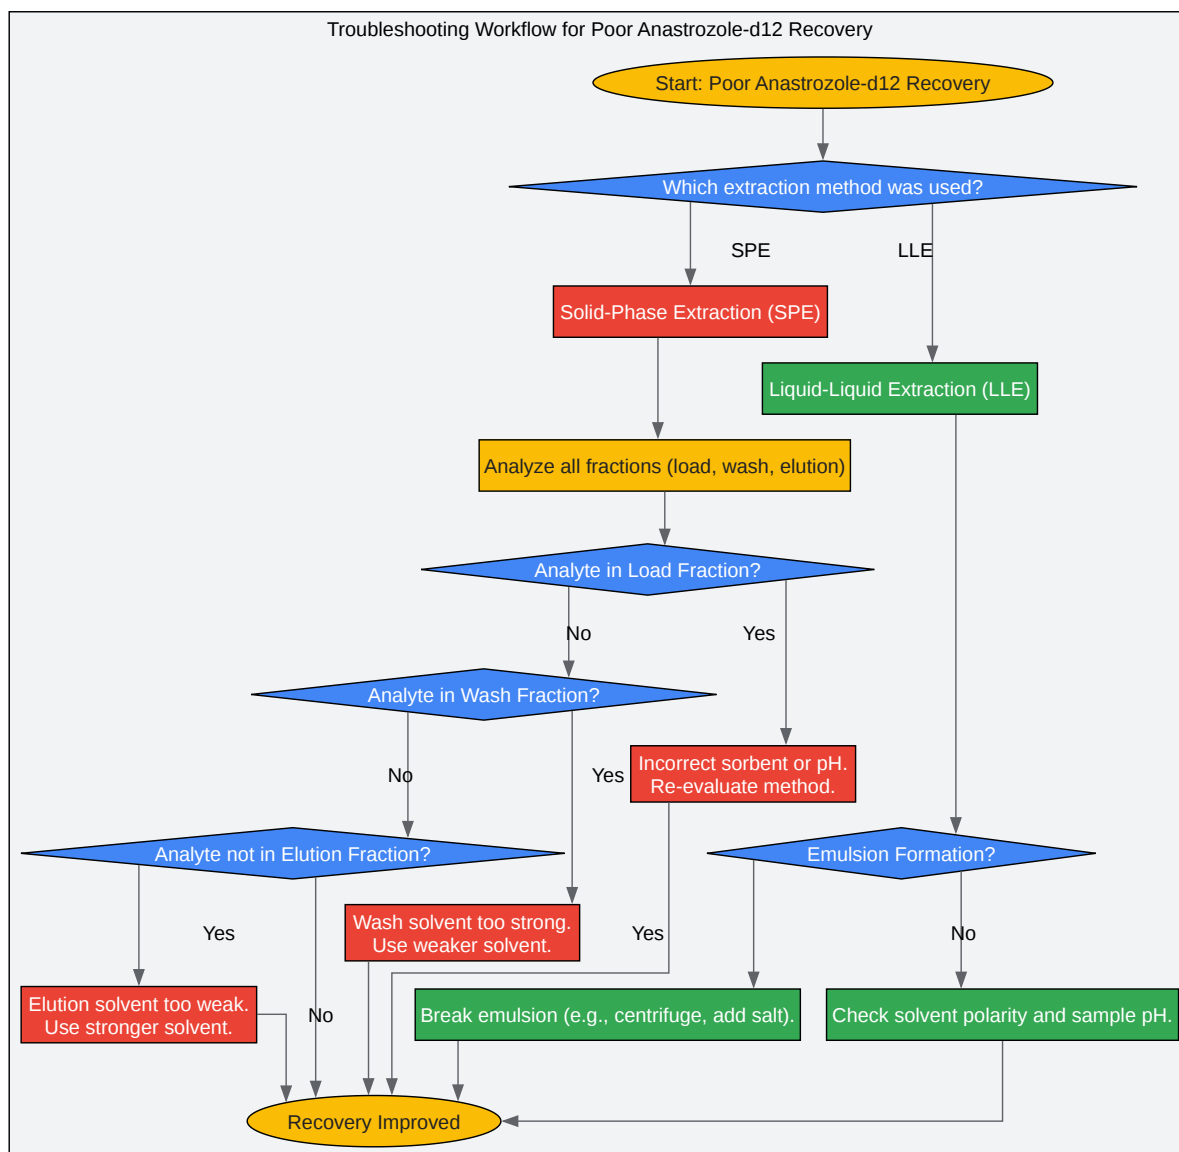 Troubleshooting Workflow for Poor Anastrozole-d12 Recovery
Start: Poor Anastrozole-d12 Recovery
Which extraction method was used?
SPE
LLE
Solid-Phase Extraction (SPE)
Liquid-Liquid Extraction (LLE)
Analyze all fractions (load, wash, elution)
Analyte in Load Fraction?
No
Yes
Analyte in Wash Fraction?
No
Yes
Incorrect sorbent or pH.
Re-evaluate method.
Analyte not in Elution Fraction?
Emulsion Formation?
Yes
Wash solvent too strong.
Use weaker solvent.
Yes
No
Elution solvent too weak.
Use stronger solvent.
No
Break emulsion (e.g., centrifuge, add salt).
Check solvent polarity and sample pH.
Recovery Improved